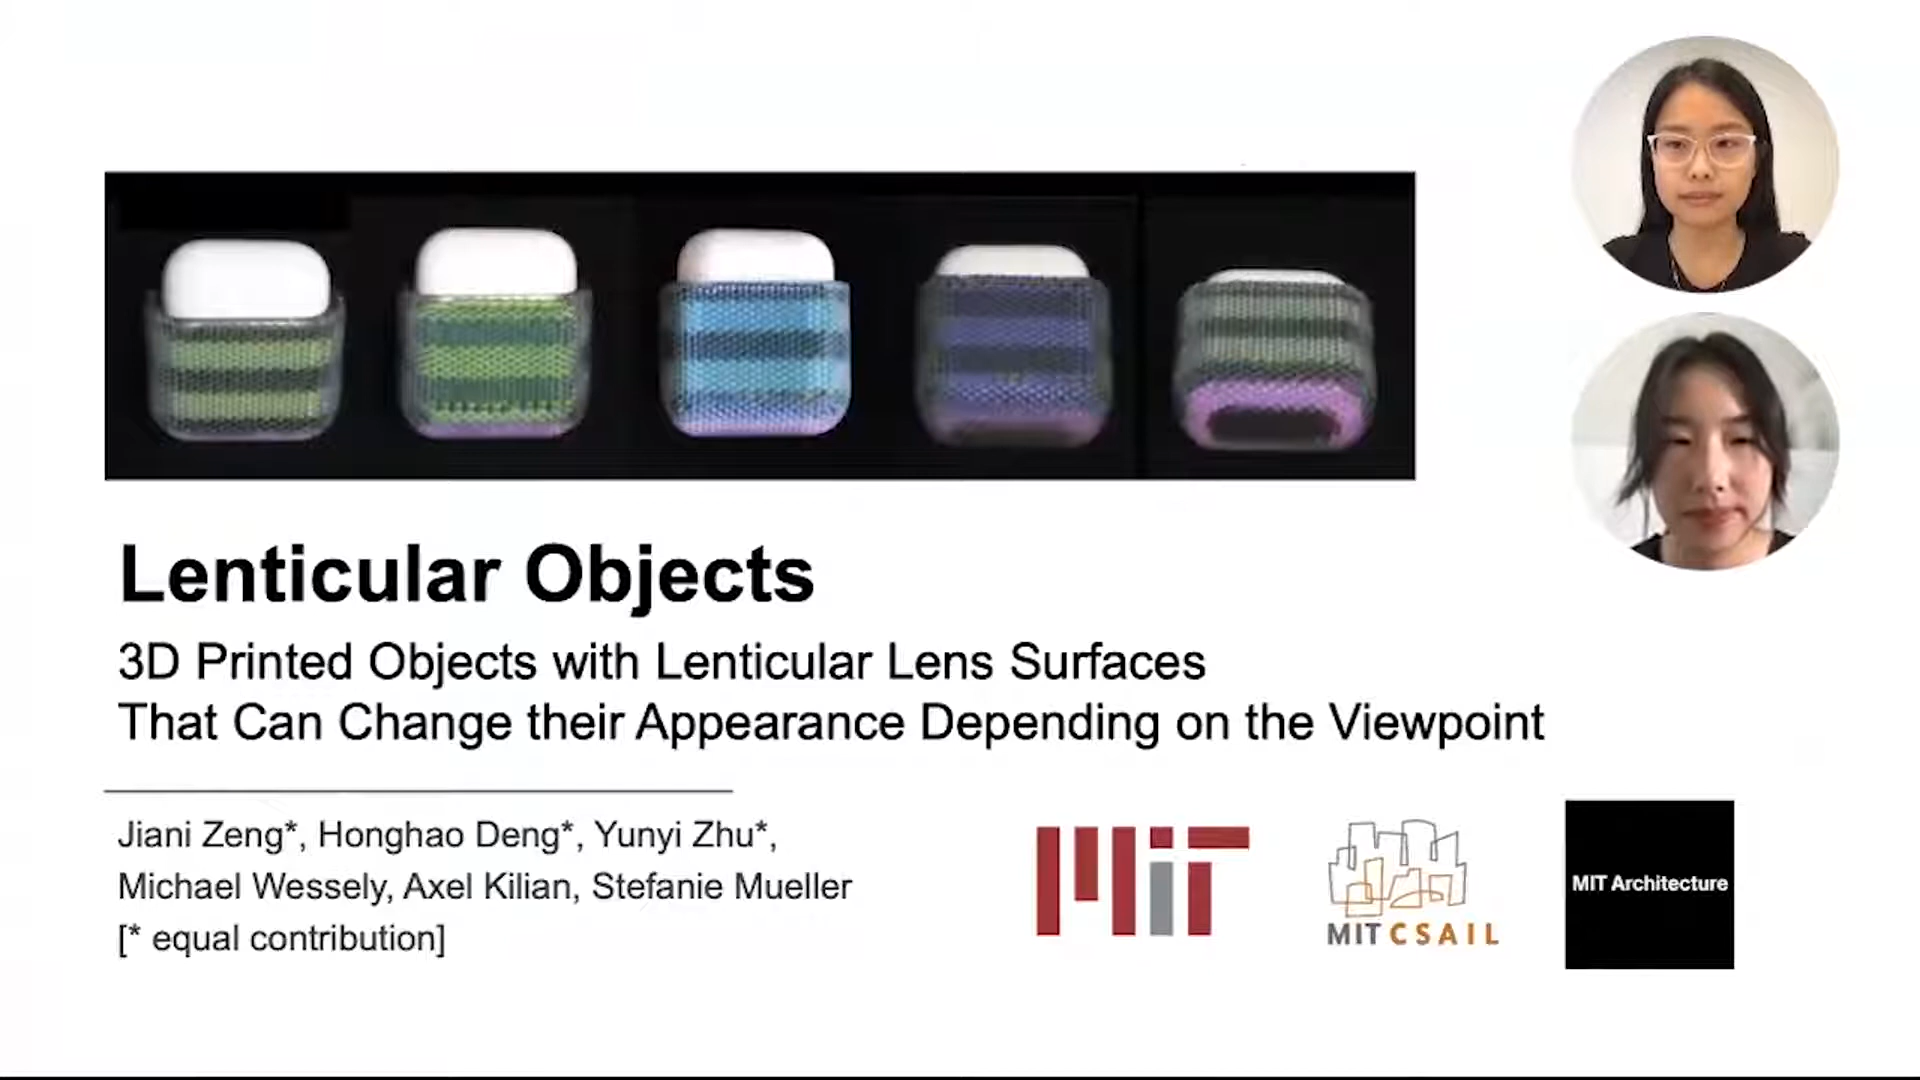 Lenticular Objects
3D Printed Objects with Lenticular Lens Surfaces
That Can Change their Appearance Depending on the Viewpoint
Jiani Zeng*, Honghao Deng*, Yunyi Zhu*,
Michael Wessely, Axel Kilian, Stefanie Mueller
[* equal contribution]
MIT
MIT CSAIL
MIT Architecture